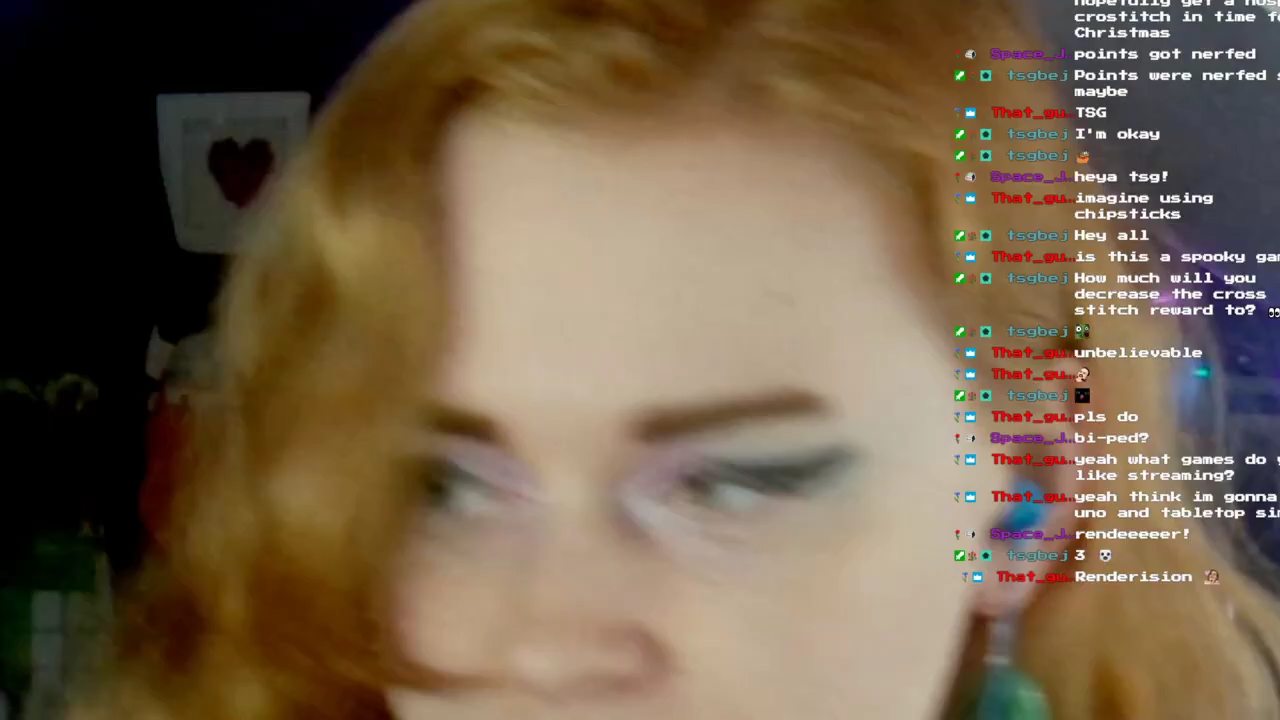 hopefully get a
crostitch in time
Christmas
Space_J.. points got nerfed
tsgbej Points were nerfed
maybe
That_gu.. TSG
tsgbej I'm okay
tsgbej
Space_J.. heya tsg!
That_gu.. imagine using
chipsticks
tsgbej Hey all
That_gu.. is this a spooky
tsgbej How much will you
decrease the cross
stitch reward to?
tsgbej
That_gu.. unbelievable
That_gu..
tsgbej
That_gu.. pls do
Space_J.. bi-ped?
That_gu.. yeah what games do
like streaming?
That_gu.. yeah think im gonna
uno and tabletop
Space_J.. rendeeeeer!
tsgbej 3
That_gu.. Renderision